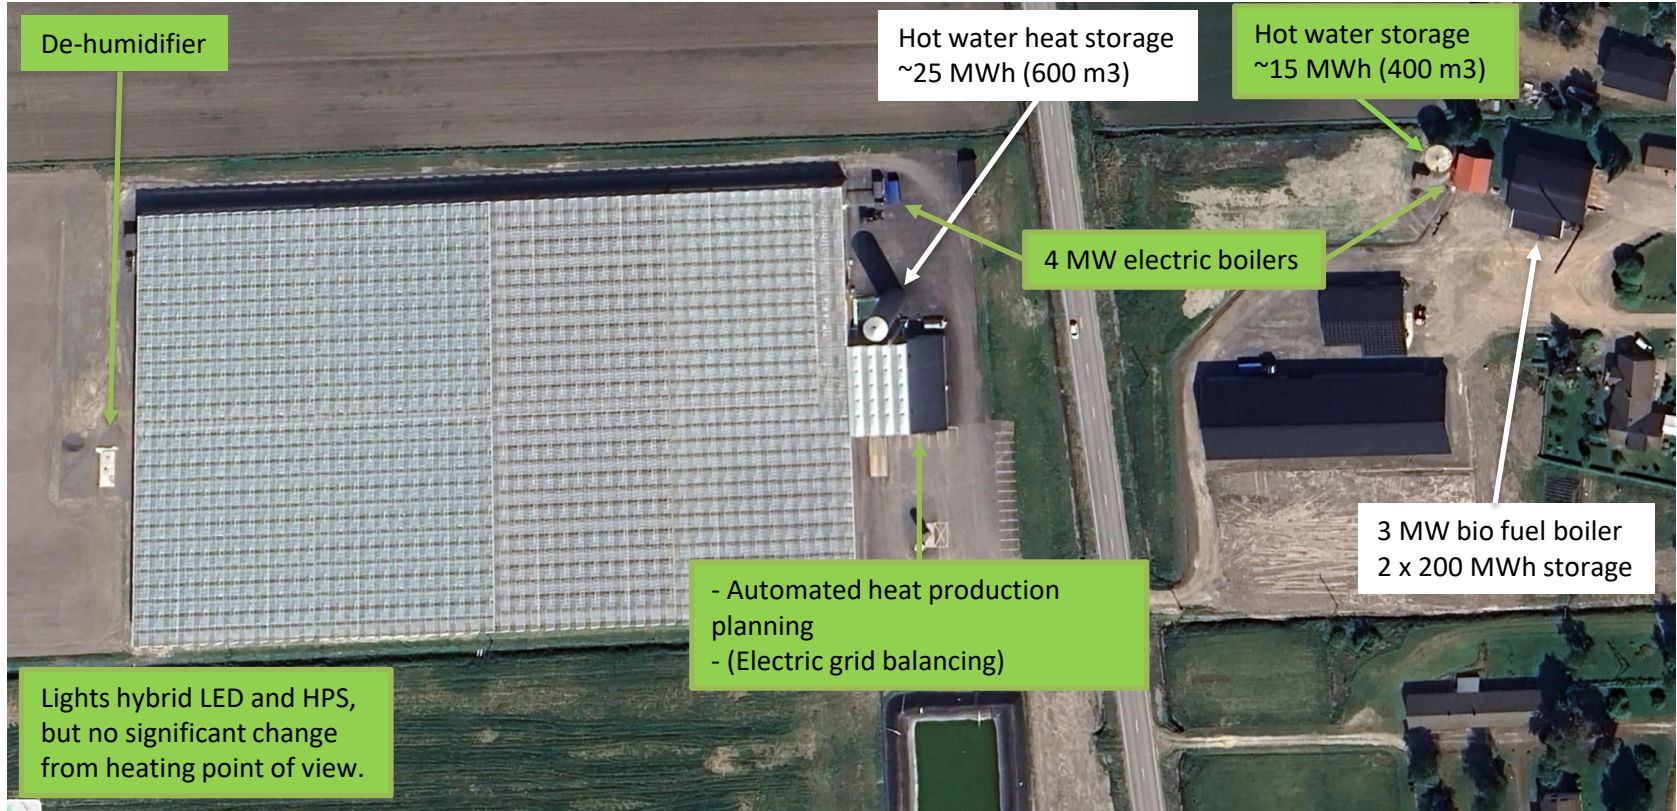 De-humidifier
Hot water heat storage
~25 MWh (600 m3)
Hot water storage
~15 MWh (400 m3)
4 MW electric boilers
3 MW bio fuel boiler
2 x 200 MWh storage
- Automated heat production
planning
- (Electric grid balancing)
Lights hybrid LED and HPS,
but no significant change
from heating point of view.